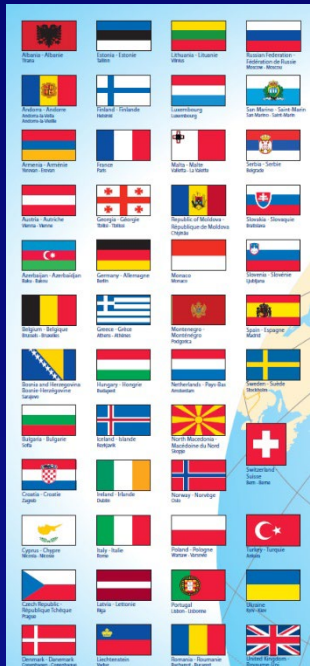 Albania - Albanie
Tirana
Andorra - Andorre
Andorra la Vella
Andorre-la-Vieille
Armenia - Arménie
Yerevan - Erevan
Austria - Autriche
Vienna - Vienne
Azerbaijan - Azerbaïdjan
Baku - Bakou
Belgium - Belgique
Brussels - Bruxelles
Bosnia and Herzegovina
Bosnie-Herzégovine
Sarajevo
Bulgaria - Bulgarie
Sofia
Croatia - Croatie
Zagreb
Cyprus - Chypre
Nicosia - Nicosie
Czech Republic -
République Tchèque
Prague
Denmark - Danemark
Estonia - Estonie
Tallinn
Finland - Finlande
Helsinki
France
Paris
Georgia - Géorgie
Germany - Allemagne
Berlin
Greece - Grèce
Athens - Athènes
Hungary - Hongrie
Budapest
Iceland - Islande
Reykjavik
Ireland - Irlande
Dublin
Italy - Italie
Rome
Latvia - Lettonie
Riga
Liechtenstein
Lithuania - Lituanie
Vilnius
Luxembourg
Luxembourg
Malta - Malte
Valletta - La Valette
Republic of Moldova -
République de Moldova
Chişinău
Monaco
Monaco
Montenegro -
Monténégro
Podgorica
Netherlands - Pays-Bas
Amsterdam
North Macedonia -
Macédoine du Nord
Skopje
Norway - Norvège
Oslo
Poland - Pologne
Warsaw - Varsovie
Portugal
Lisbon - Lisbonne
Romania - Roumanie
Russian Federation -
Fédération de Russie
Moscow - Moscou
San Marino - Saint-Marin
San Marino - Saint-Marin
Serbia - Serbie
Belgrade
Slovakia - Slovaquie
Bratislava
Slovenia - Slovénie
Ljubljana
Spain - Espagne
Madrid
Sweden - Suède
Stockholm
Switzerland -
Suisse
Bern - Berne
Turkey - Turquie
Ankara
Ukraine
Kyiv - Kiev
United Kingdom -